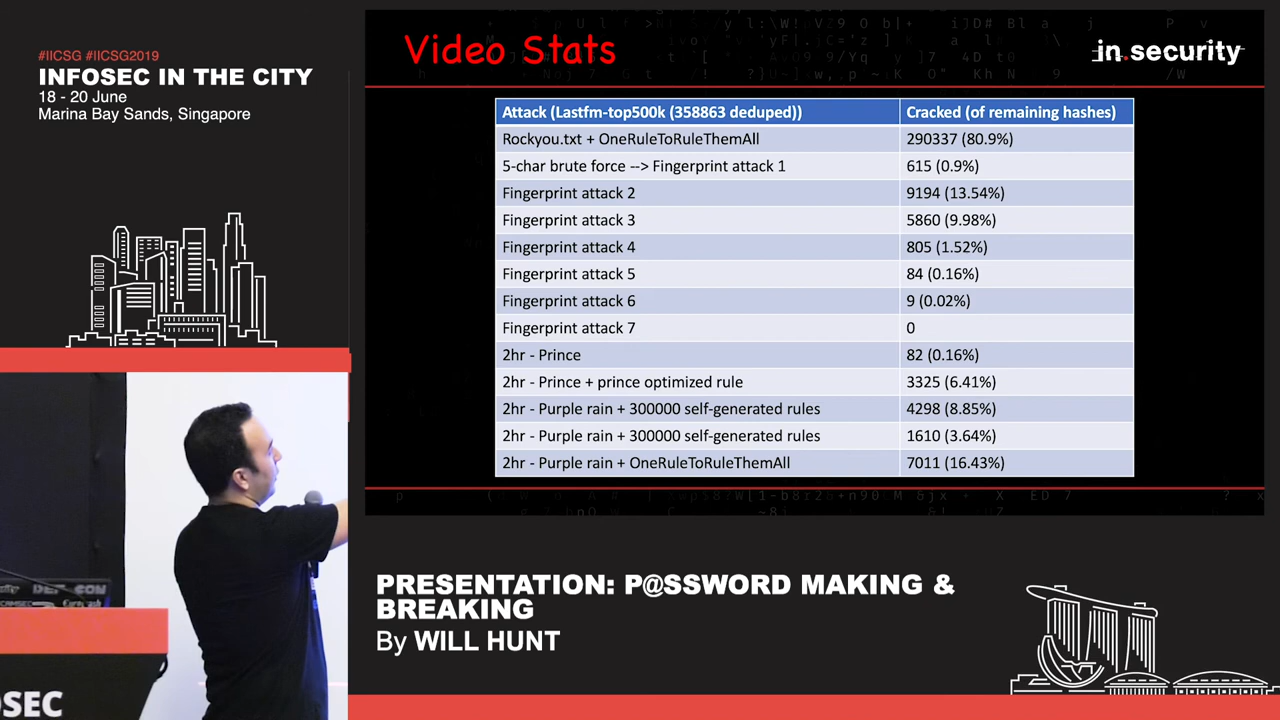 #IICSG #IICSG2019
INFOSEC IN THE CITY
18 - 20 June
Marina Bay Sands, Singapore
Video Stats
in.security
Attack (Lastfm-top500k (358863 deduped)) Cracked (of remaining hashes)
Rockyou.txt + OneRuleToRuleThemAll 290337 (80.9%)
5-char brute force --> Fingerprint attack 1 615 (0.9%)
Fingerprint attack 2 9194 (13.54%)
Fingerprint attack 3 5860 (9.98%)
Fingerprint attack 4 805 (1.52%)
Fingerprint attack 5 84 (0.16%)
Fingerprint attack 6 9 (0.02%)
Fingerprint attack 7 0
2hr - Prince 82 (0.16%)
2hr - Prince + prince optimized rule 3325 (6.41%)
2hr - Purple rain + 300000 self-generated rules 4298 (8.85%)
2hr - Purple rain + 300000 self-generated rules 1610 (3.64%)
2hr - Purple rain + OneRuleToRuleThemAll 7011 (16.43%)
PRESENTATION: P@SSWORD MAKING &
BREAKING
By WILL HUNT
DEF CON
OSEC